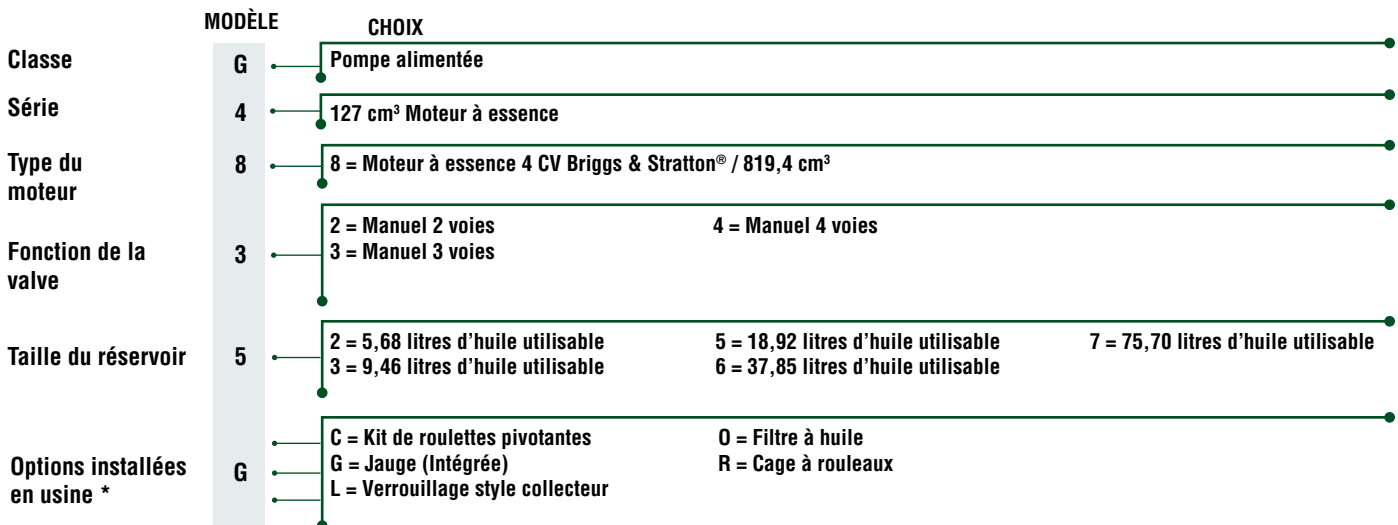 MODÈLE CHOIX
Classe G Pompe alimentée
Série 4 127 cm³ Moteur à essence
Type du moteur 8 8 = Moteur à essence 4 CV Briggs & Stratton® / 819,4 cm³
Fonction de la valve 3 2 = Manuel 2 voies 4 = Manuel 4 voies
3 = Manuel 3 voies
Taille du réservoir 5 2 = 5,68 litres d’huile utilisable 5 = 18,92 litres d’huile utilisable 7 = 75,70 litres d’huile utilisable
3 = 9,46 litres d’huile utilisable 6 = 37,85 litres d’huile utilisable
Options installées en usine * G C = Kit de roulettes pivotantes O = Filtre à huile
G = Jauge (Intégrée) R = Cage à rouleaux
L = Verrouillage style collecteur